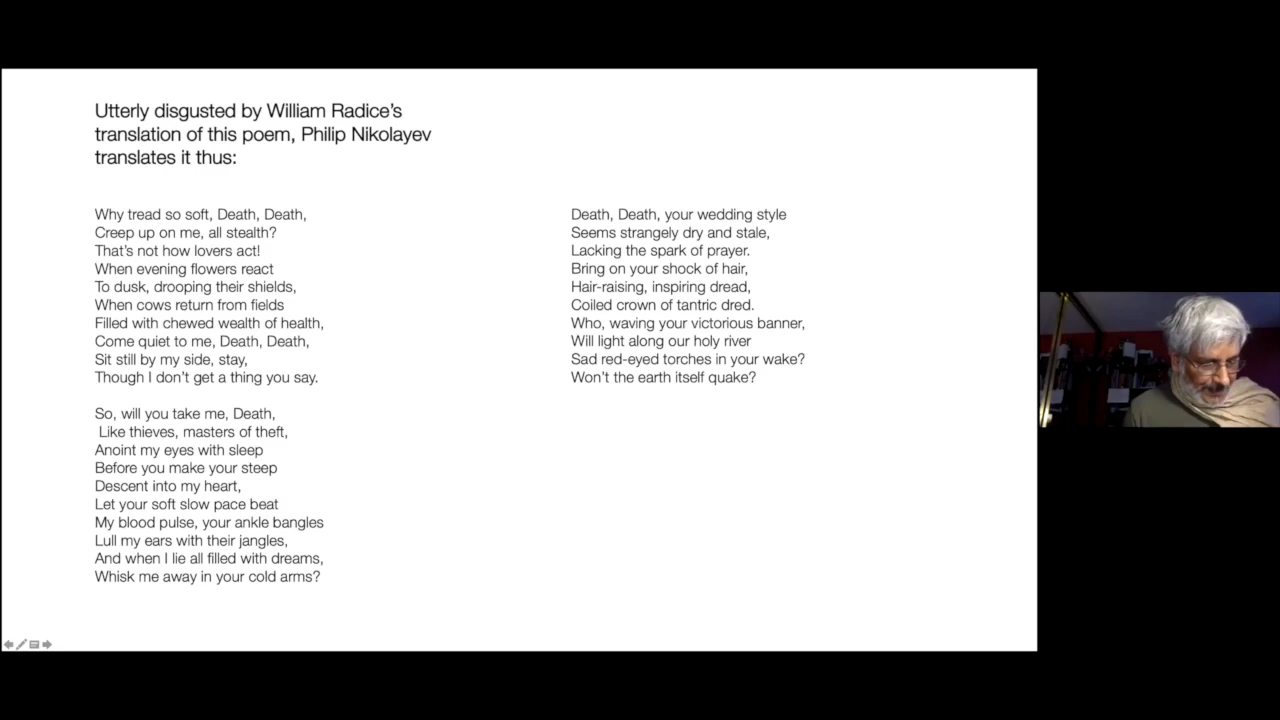 Utterly disgusted by William Radice's
translation of this poem, Philip Nikolayev
translates it thus:
Why tread so soft, Death, Death,
Creep up on me, all stealth?
That's not how lovers act!
When evening flowers react
To dusk, drooping their shields,
When cows return from fields
Filled with chewed wealth of health,
Come quiet to me, Death, Death,
Sit still by my side, stay,
Though I don't get a thing you say.
So, will you take me, Death,
Like thieves, masters of theft,
Anoint my eyes with sleep
Before you make your steep
Descent into my heart,
Let your soft slow pace beat
My blood pulse, your ankle bangles
Lull my ears with their jangles,
And when I lie all filled with dreams,
Whisk me away in your cold arms?
Death, Death, your wedding style
Seems strangely dry and stale,
Lacking the spark of prayer.
Bring on your shock of hair,
Hair-raising, inspiring dread,
Coiled crown of tantric dred.
Who, waving your victorious banner,
Will light along our holy river
Sad red-eyed torches in your wake?
Won't the earth itself quake?